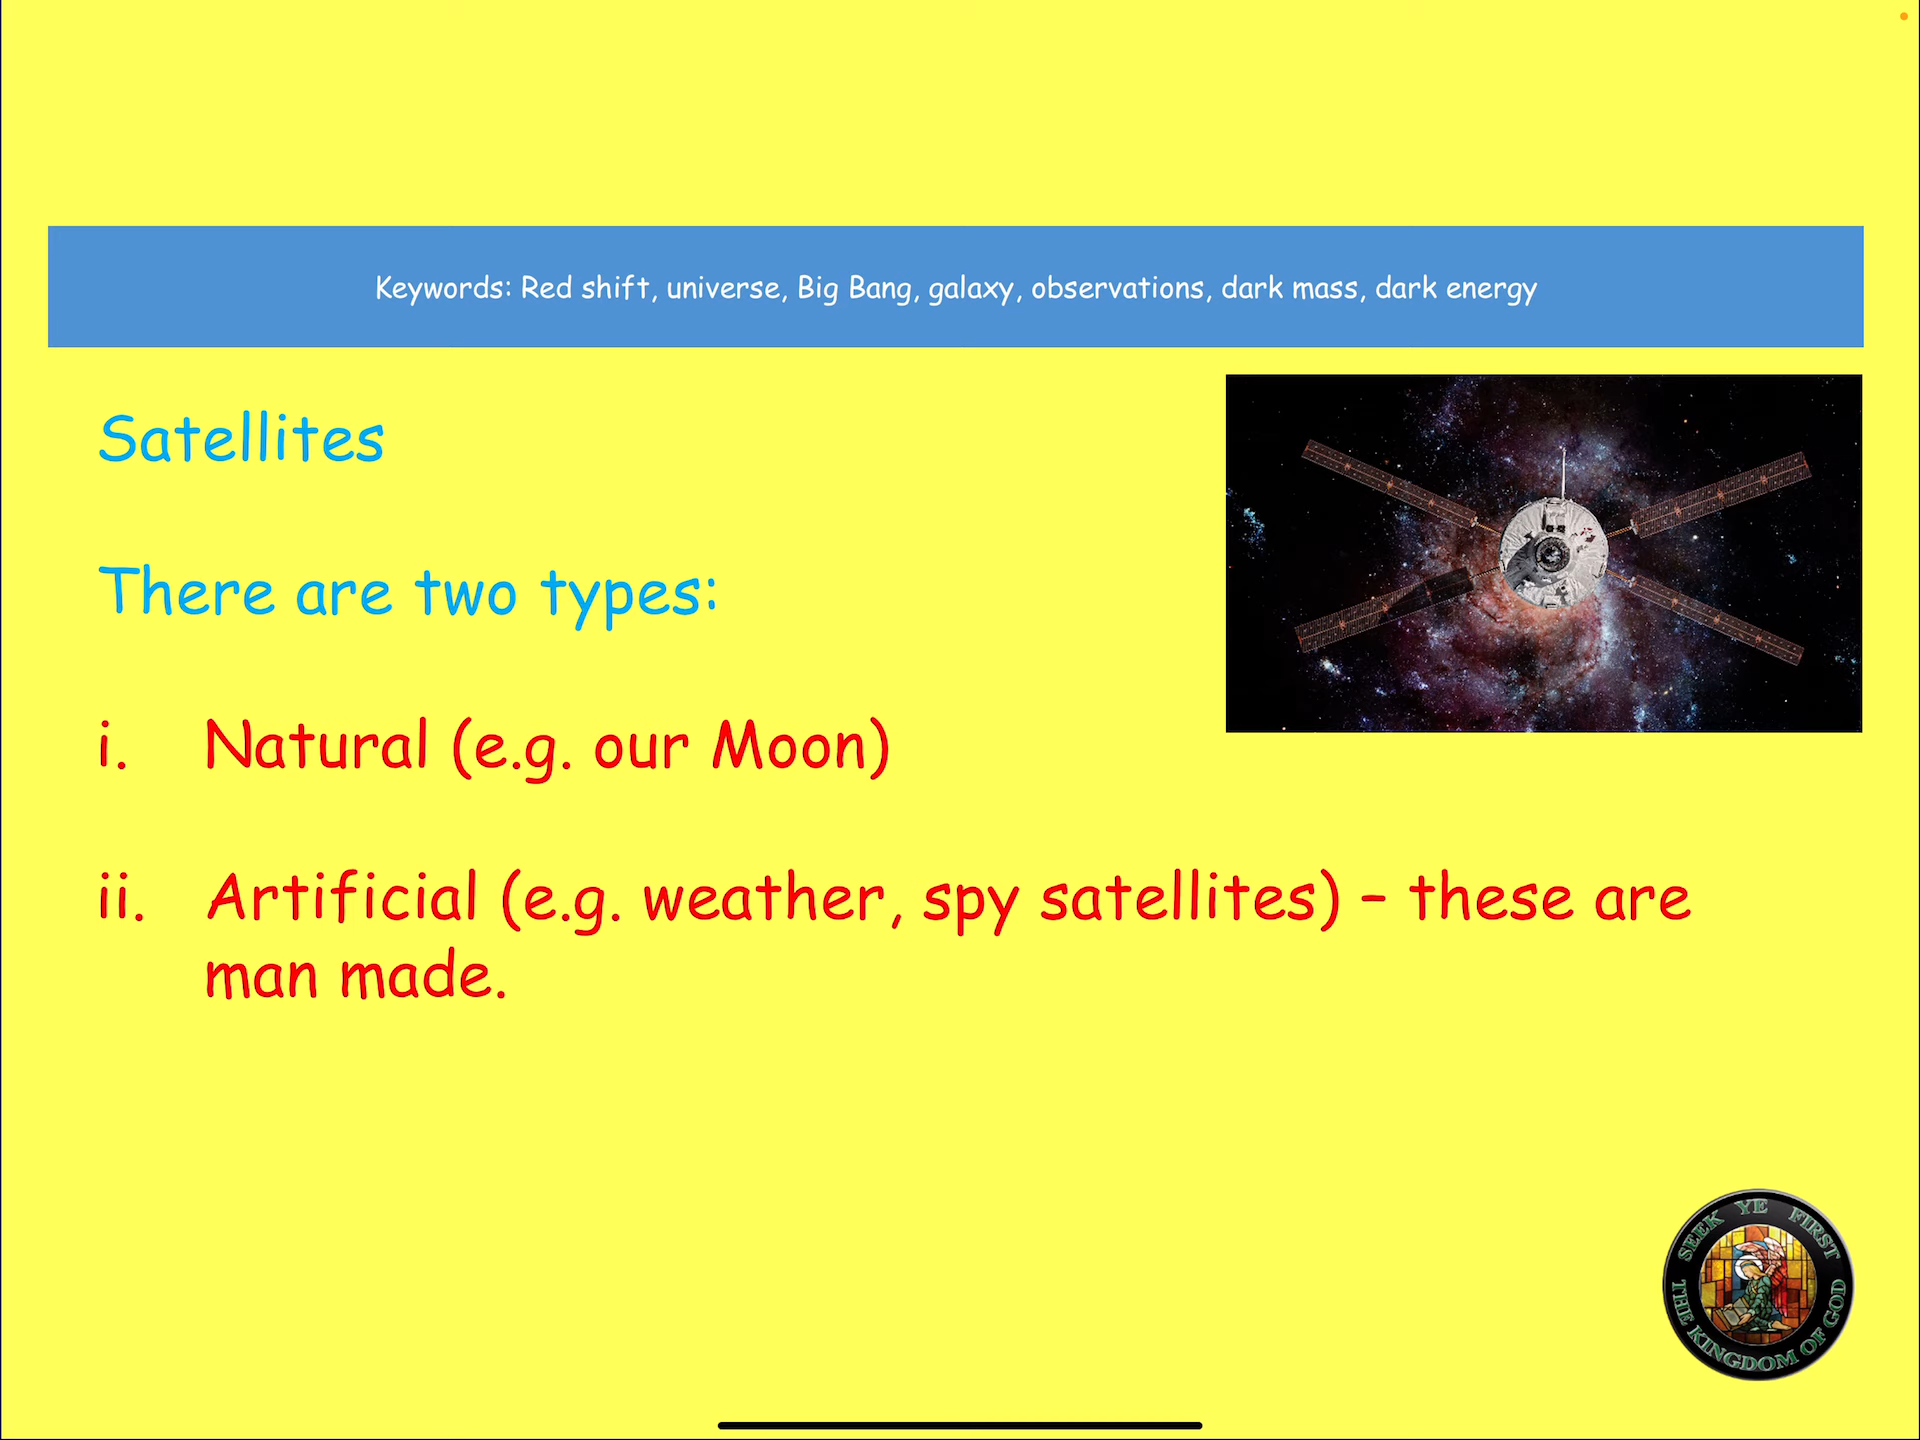 Keywords: Red shift, universe, Big Bang, galaxy, observations, dark mass, dark energy
Satellites
There are two types:
i. Natural (e.g. our Moon)
ii. Artificial (e.g. weather, spy satellites) – these are
man made.
SEEK YE FIRST
THE KINGDOM OF GOD